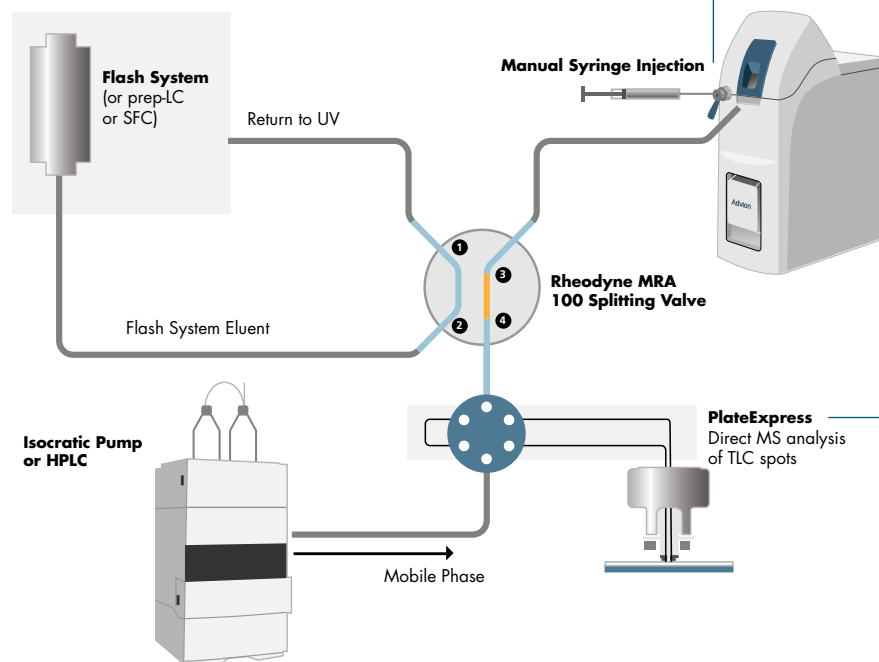 Flash System
(or prep-LC
or SFC)
Manual Syringe Injection
Return to UV
Advion
1
3
Rheodyne MRA
100 Splitting Valve
2
4
Flash System Eluent
Isocratic Pump
or HPLC
PlateExpress
Direct MS analysis
of TLC spots
Mobile Phase